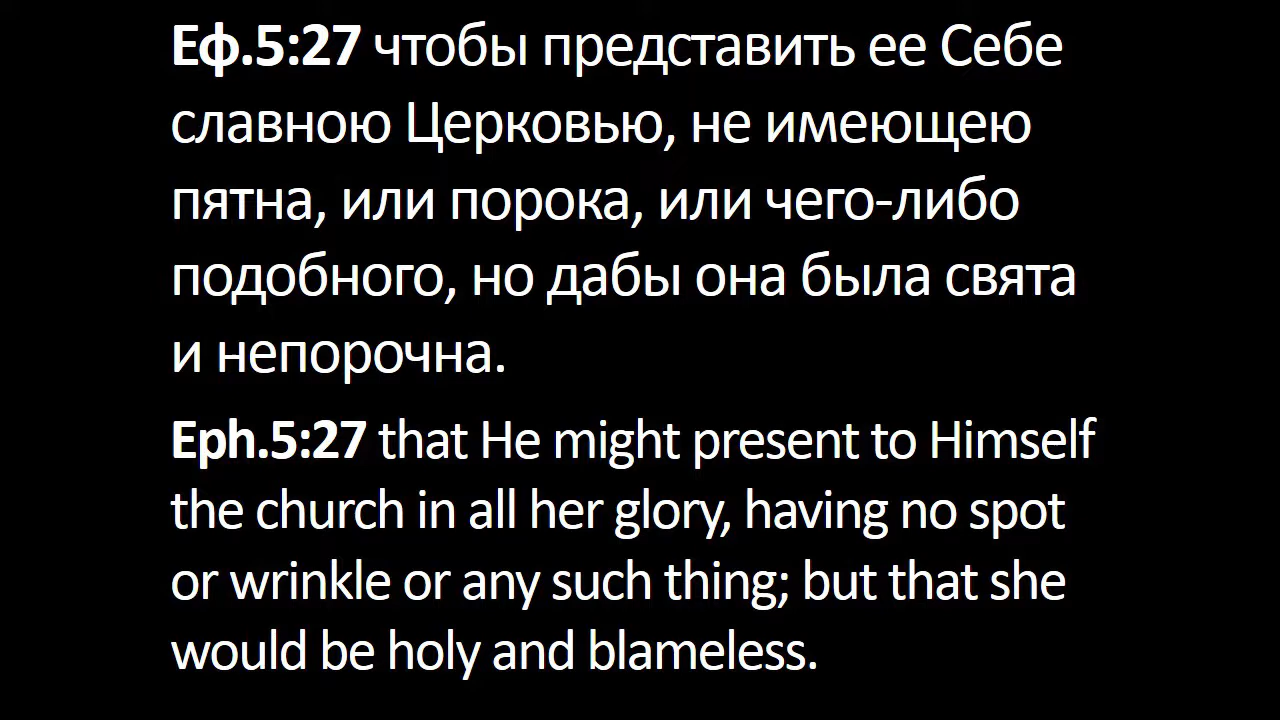 Еф.5:27 чтобы представить ее Себе
славною Церковью, не имеющею
пятна, или порока, или чего-либо
подобного, но дабы она была свята
и непорочна.
Eph.5:27 that He might present to Himself
the church in all her glory, having no spot
or wrinkle or any such thing; but that she
would be holy and blameless.